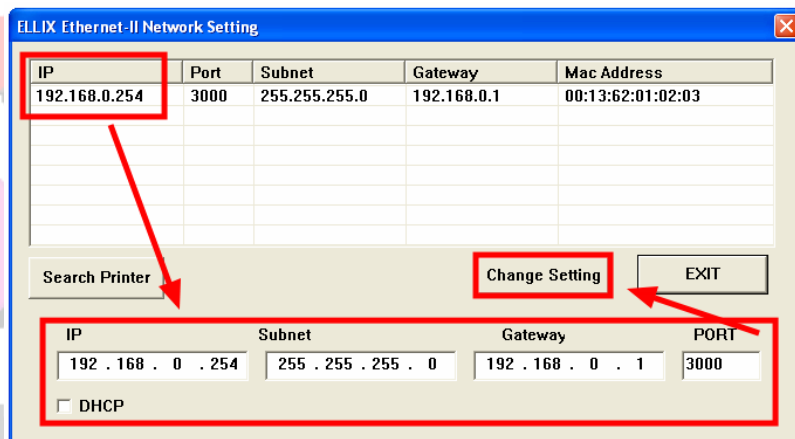 ELLIX Ethernet-II Network Setting
IP Port Subnet Gateway Mac Address
192.168.0.254 3000 255.255.255.0 192.168.0.1 00:13:62:01:02:03
Search Printer Change Setting EXIT
IP Subnet Gateway PORT
192 . 168 . 0 . 254 255 . 255 . 255 . 0 192 . 168 . 0 . 1 3000
DHCP